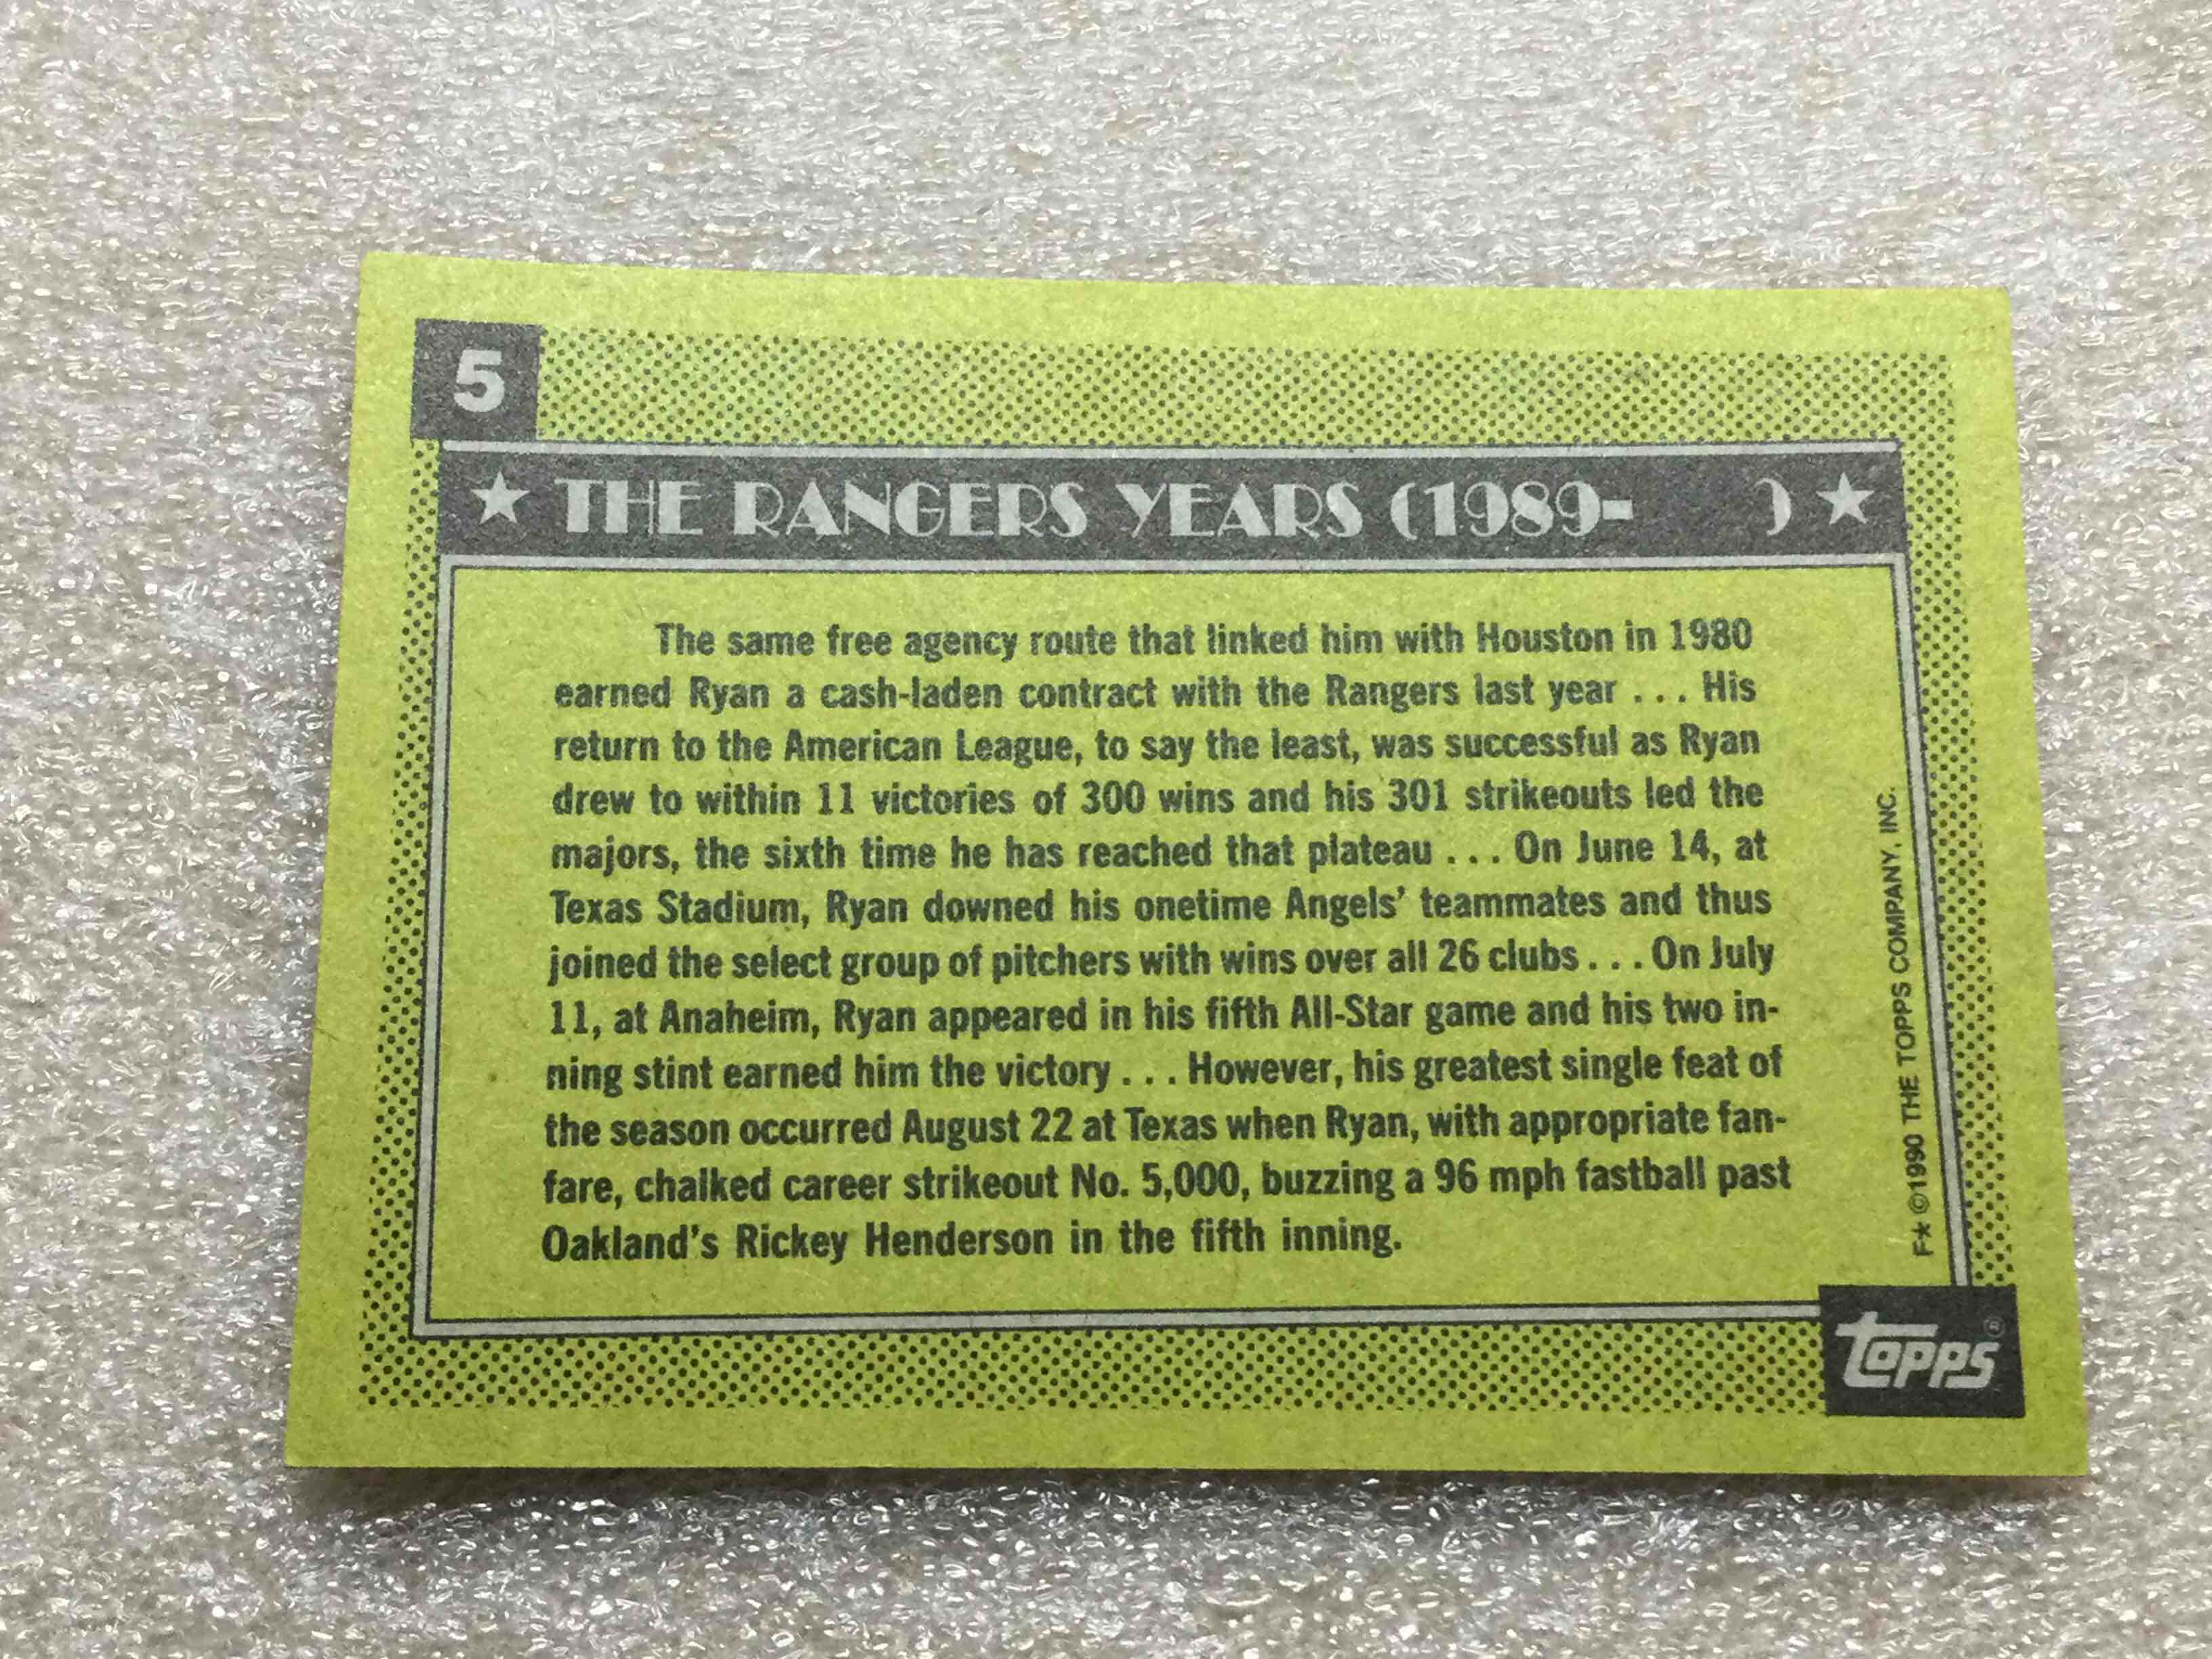 5
★ THE RANGERS YEARS (1989- ) ★
The same free agency route that linked him with Houston in 1980
earned Ryan a cash-laden contract with the Rangers last year . . . His
return to the American League, to say the least, was successful as Ryan
drew to within 11 victories of 300 wins and his 301 strikeouts led the
majors, the sixth time he has reached that plateau . . . On June 14, at
Texas Stadium, Ryan downed his onetime Angels' teammates and thus
joined the select group of pitchers with wins over all 26 clubs . . . On July
11, at Anaheim, Ryan appeared in his fifth All-Star game and his two in-
ning stint earned him the victory . . . However, his greatest single feat of
the season occurred August 22 at Texas when Ryan, with appropriate fan-
fare, chalked career strikeout No. 5,000, buzzing a 96 mph fastball past
Oakland's Rickey Henderson in the fifth inning.
F★ ©1990 THE TOPPS COMPANY, INC.
topps®